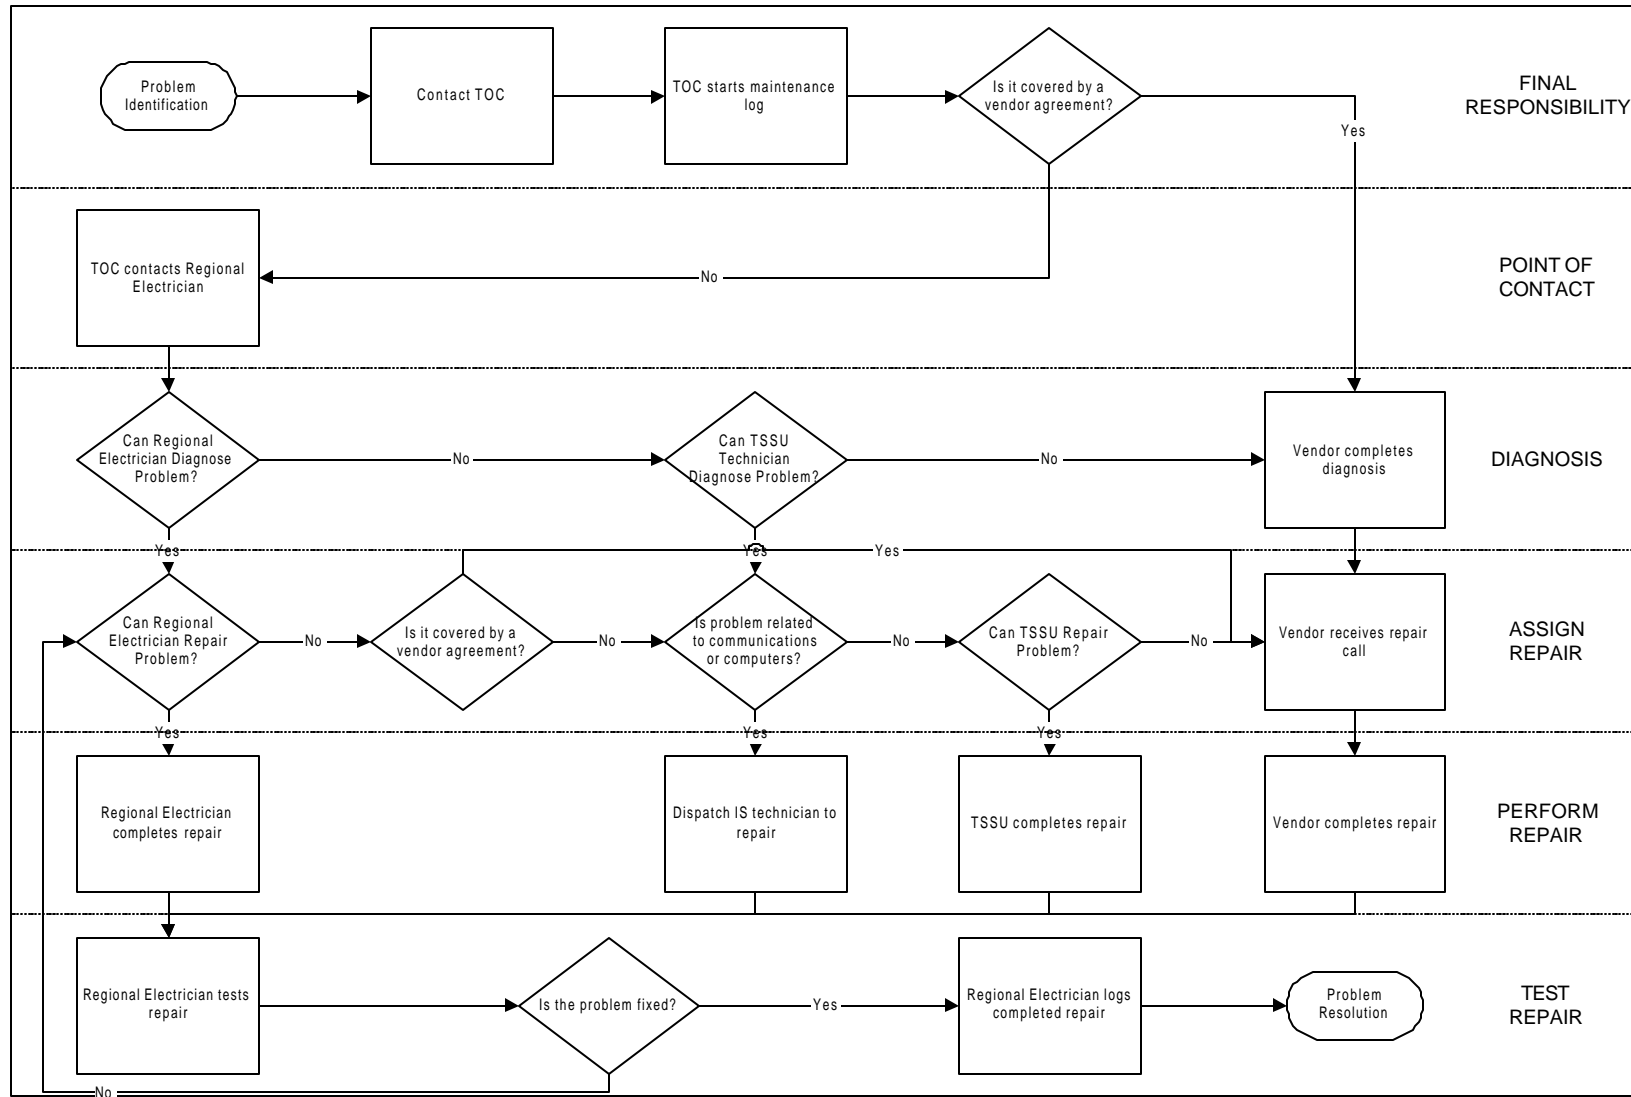 Problem
Identification
Contact TOC
TOC starts maintenance
log
Is it covered by a
vendor agreement?
Yes
FINAL
RESPONSIBILITY
TOC contacts Regional
Electrician
No
POINT OF
CONTACT
Can Regional
Electrician Diagnose
Problem?
No
Can TSSU
Technician
Diagnose Problem?
No
Vendor completes
diagnosis
DIAGNOSIS
Yes
Yes
Yes
Can Regional
Electrician Repair
Problem?
No
Is it covered by a
vendor agreement?
No
Is problem related
to communications
or computers?
No
Can TSSU Repair
Problem?
No
Vendor receives repair
call
ASSIGN
REPAIR
Yes
Yes
Yes
Regional Electrician
completes repair
Dispatch IS technician to
repair
TSSU completes repair
Vendor completes repair
PERFORM
REPAIR
Regional Electrician tests
repair
Is the problem fixed?
Yes
Regional Electrician logs
completed repair
Problem
Resolution
TEST
REPAIR
No